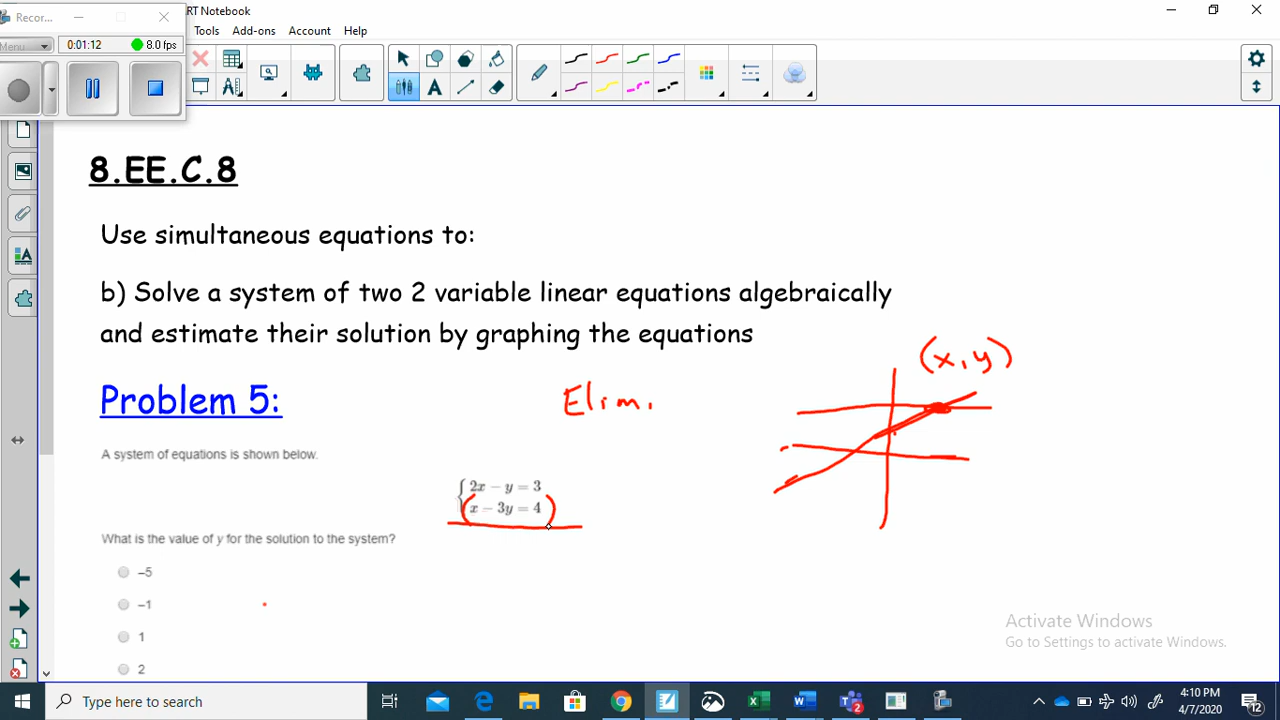 Recor...
RT Notebook
Menu
0:01:12
8.0 fps
Tools Add-ons Account Help
8.EE.C.8
Use simultaneous equations to:
b) Solve a system of two 2 variable linear equations algebraically
and estimate their solution by graphing the equations
(x, y)
Problem 5:
Elim.
A system of equations is shown below.
2x − y = 3
(x − 3y = 4)
What is the value of y for the solution to the system?
−5
−1
1
2
Activate Windows
Go to Settings to activate Windows.
Type here to search
4:10 PM
4/7/2020
2
12